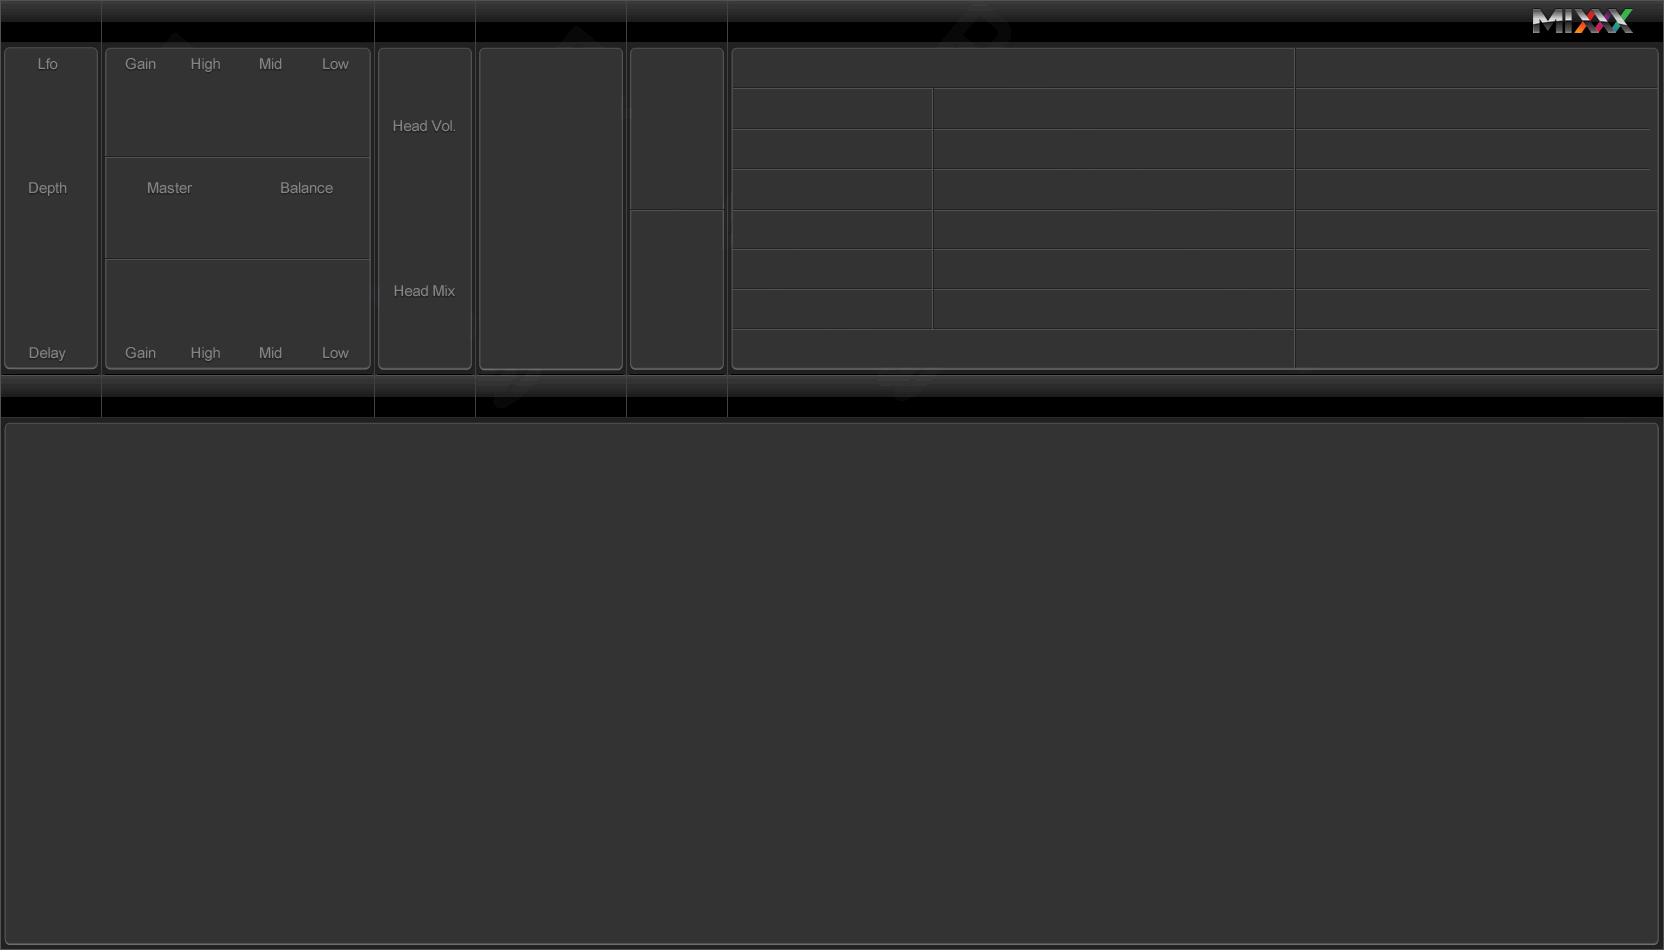 MIXXX
Lfo
Gain High Mid Low
Head Vol.
Depth
Master Balance
Head Mix
Delay
Gain High Mid Low